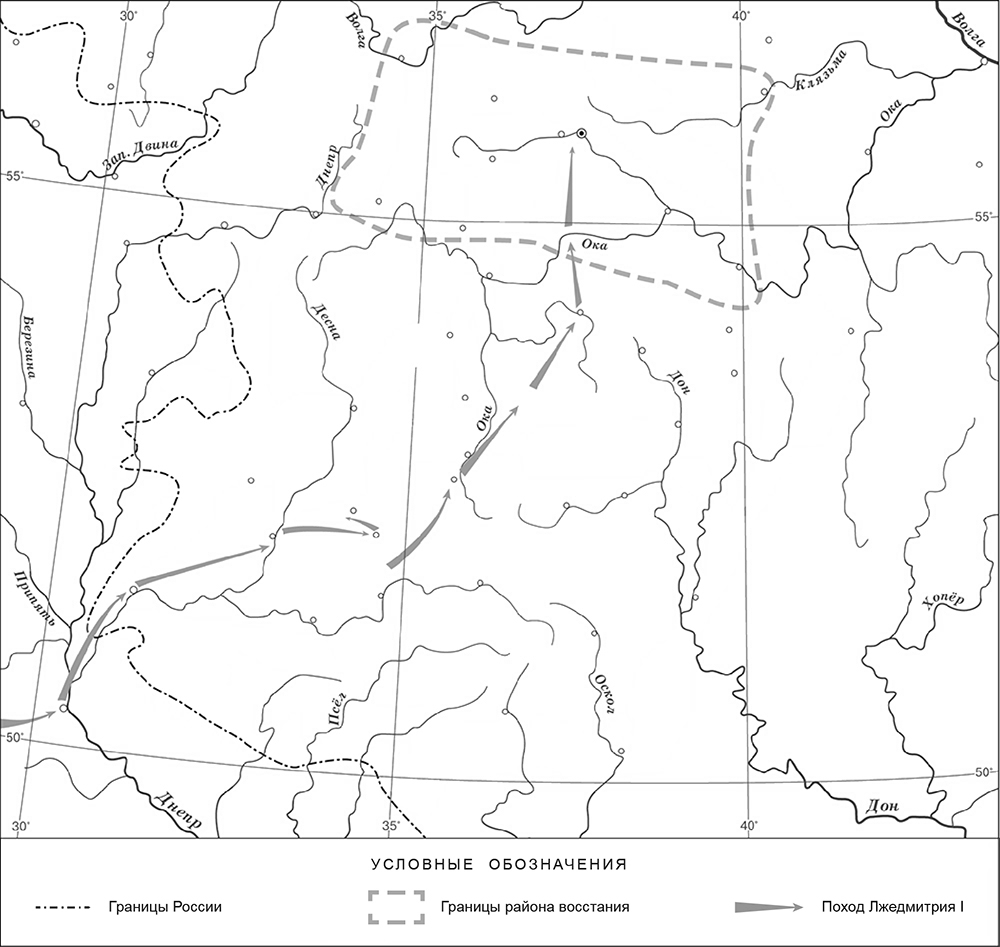 30°
35°
40°
Волга
Волга
Клязьма
Ока
Зап. Двина
Днепр
55°
55°
Ока
Березина
Десна
Дон
Ока
Припять
Хопёр
Псёл
Оскол
50°
50°
Днепр
Дон
30°
35°
40°
УСЛОВНЫЕ ОБОЗНАЧЕНИЯ
Границы России
Границы района восстания
Поход Лжедмитрия I